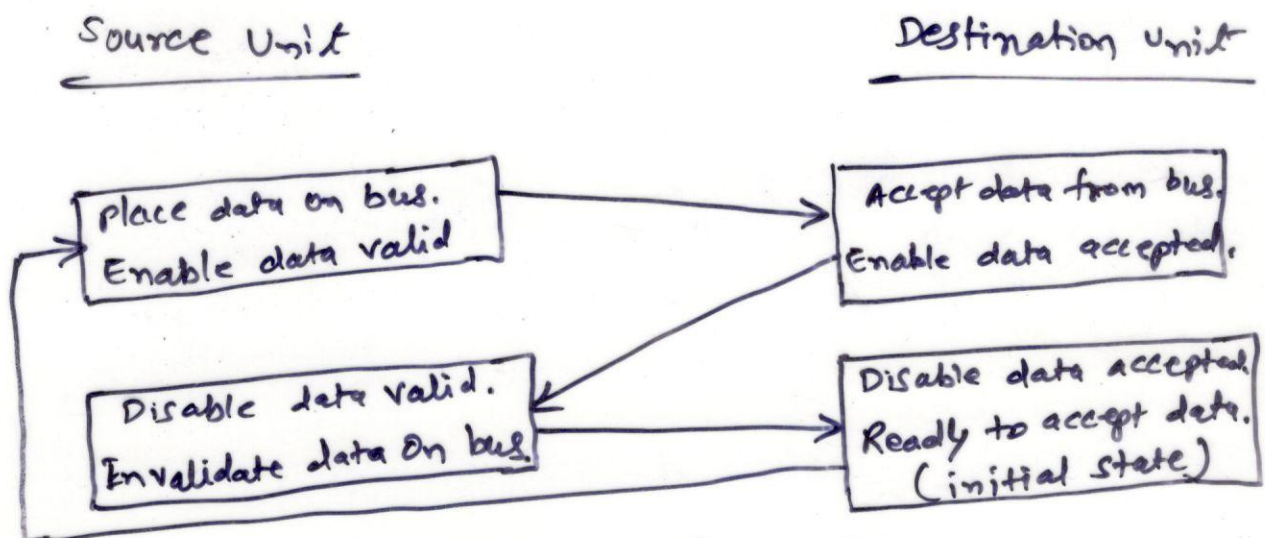 Source Unit
Destination Unit
Place data on bus.
Enable data valid
Accept data from bus.
Enable data accepted.
Disable data valid.
Envalidate data on bus.
Disable data accepted.
Ready to accept data.
(initial state)